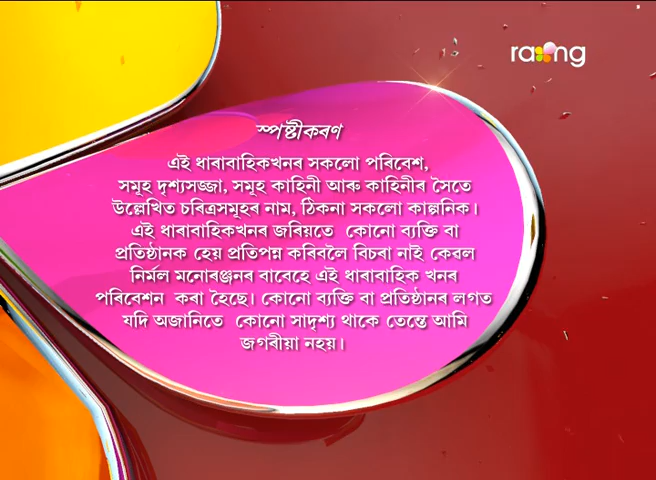 rang
স্পষ্টীকৰণ
এই ধাৰাবাহিকখনৰ সকলো পৰিবেশ,
সমূহ দৃশ্যসজ্জা, সমূহ কাহিনী আৰু কাহিনীৰ সৈতে
উল্লেখিত চৰিত্ৰসমূহৰ নাম, ঠিকনা সকলো কাল্পনিক।
এই ধাৰাবাহিকখনৰ জৰিয়তে কোনো ব্যক্তি বা
প্ৰতিষ্ঠানক হেয় প্ৰতিপন্ন কৰিবলৈ বিচৰা নাই কেৱল
নিৰ্মল মনোৰঞ্জনৰ বাবেহে এই ধাৰাবাহিক খনৰ
পৰিবেশন কৰা হৈছে। কোনো ব্যক্তি বা প্ৰতিষ্ঠানৰ লগত
যদি অজানিতে কোনো সাদৃশ্য থাকে তেন্তে আমি
জগৰীয়া নহয়।